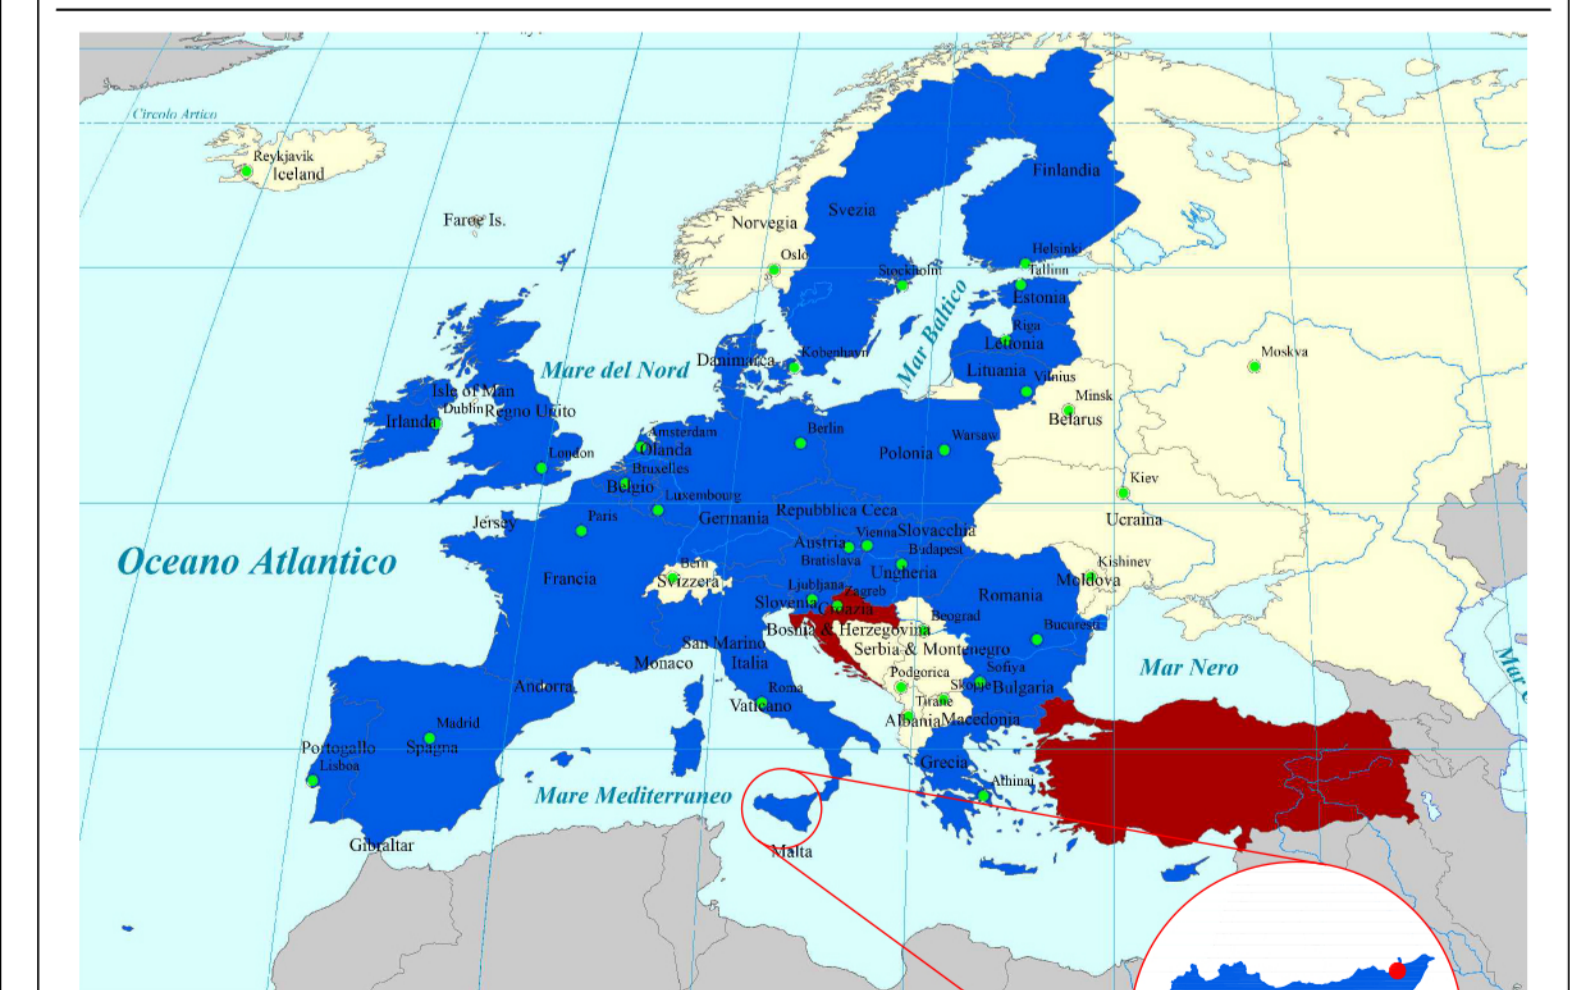 Circolo Artico
Reykjavik
Iceland
Faroe Is.
Norvegia
Oslo
Svezia
Finlandia
Helsinki
Tallinn
Stockholm
Estonia
Mar Baltico
Riga
Lettonia
Mare del Nord
Danimarca
Kobenhavn
Lituania
Vilnius
Moskva
Minsk
Belarus
Isle of Man
Dublin
Regno Unito
Irlanda
London
Amsterdam
Olanda
Bruxelles
Belgio
Berlin
Polonia
Warsaw
Luxembourg
Germania
Repubblica Ceca
Kiev
Ucraina
Jersey
Paris
Oceano Atlantico
Francia
Bern
Svizzera
Austria
Vienna
Slovacchia
Bratislava
Budapest
Ungheria
Kishinev
Moldova
Ljubljana
Zagreb
Slovenia
Croazia
Romania
Beograd
Bucuresti
Bosnia & Herzegovina
Serbia & Montenegro
San Marino
Monaco
Italia
Andorra
Podgorica
Sofiya
Skopje
Bulgaria
Mar Nero
Roma
Vaticano
Tirane
Albania
Macedonia
Madrid
Spagna
Portogallo
Lisboa
Grecia
Athinai
Mare Mediterraneo
Gibraltar
Malta
Mar